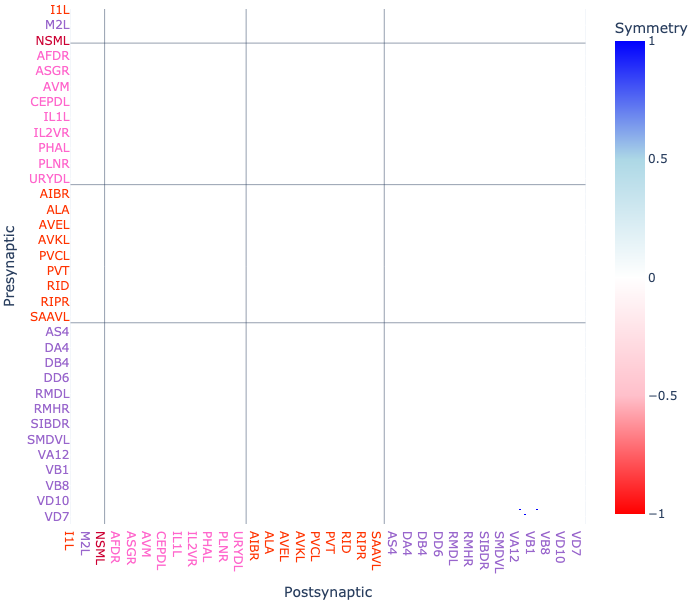 Symmetry
1
0.5
0
−0.5
−1
Presynaptic
I1L
M2L
NSML
AFDR
ASGR
AVM
CEPDL
IL1L
IL2VR
PHAL
PLNR
URYDL
AIBR
ALA
AVEL
AVKL
PVCL
PVT
RID
RIPR
SAAVL
AS4
DA4
DB4
DD6
RMDL
RMHR
SIBDR
SMDVL
VA12
VB1
VB8
VD10
VD7
I1L
M2L
NSML
AFDR
ASGR
AVM
CEPDL
IL1L
IL2VR
PHAL
PLNR
URYDL
AIBR
ALA
AVEL
AVKL
PVCL
PVT
RID
RIPR
SAAVL
AS4
DA4
DB4
DD6
RMDL
RMHR
SIBDR
SMDVL
VA12
VB1
VB8
VD10
VD7
Postsynaptic